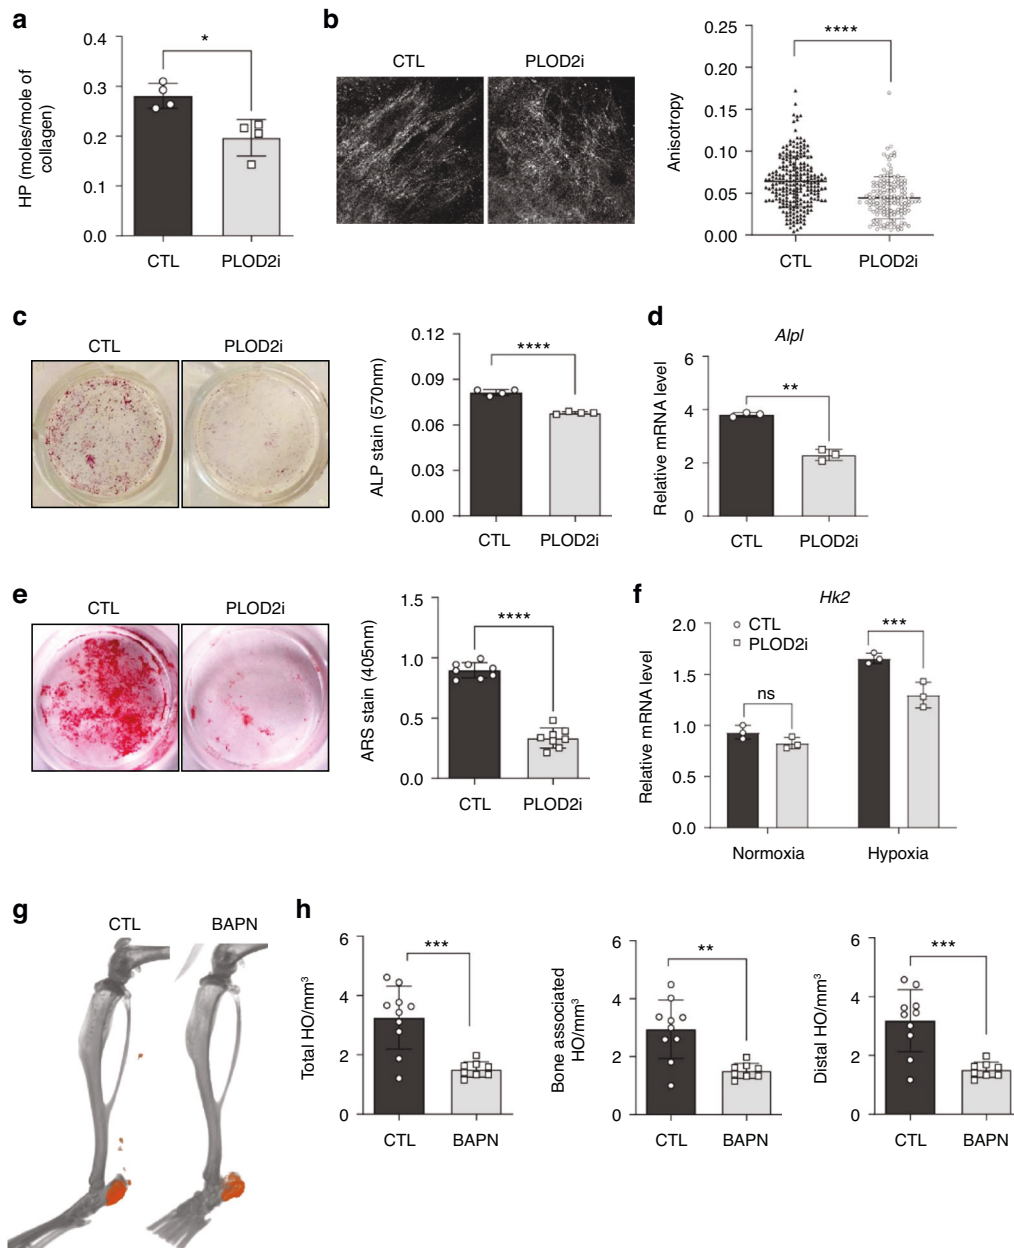 a
HP (moles/mole of
collagen)
0.4
0.3
0.2
0.1
0.0
*
CTL
PLOD2i
b
CTL
PLOD2i
Anisotropy
0.25
0.20
0.15
0.10
0.05
0.00
****
CTL
PLOD2i
c
CTL
PLOD2i
ALP stain (570nm)
0.12
0.09
0.06
0.03
0.00
****
CTL
PLOD2i
d
Alpl
Relative mRNA level
6
4
2
0
**
CTL
PLOD2i
e
CTL
PLOD2i
ARS stain (405nm)
1.5
1.0
0.5
0.0
****
CTL
PLOD2i
f
Hk2
Relative mRNA level
2.0
1.5
1.0
0.5
0.0
CTL
PLOD2i
ns
***
Normoxia
Hypoxia
g
CTL
BAPN
h
Total HO/mm³
6
4
2
0
***
CTL
BAPN
Bone associated
HO/mm³
6
4
2
0
**
CTL
BAPN
Distal HO/mm³
6
4
2
0
***
CTL
BAPN